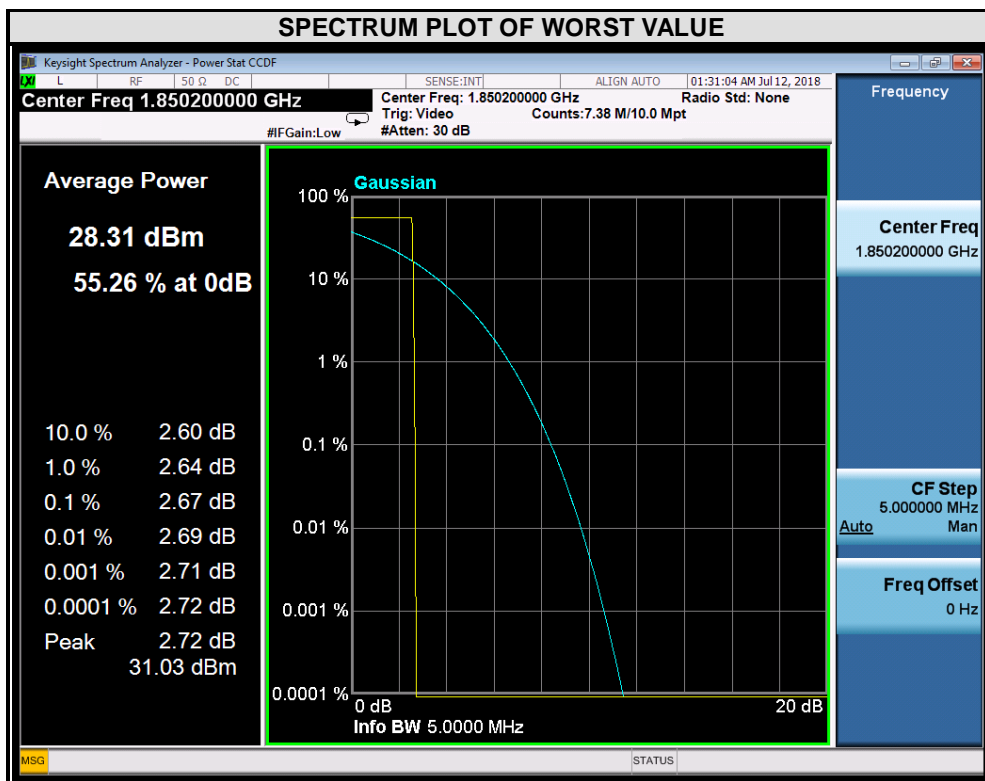 SPECTRUM PLOT OF WORST VALUE
Keysight Spectrum Analyzer - Power Stat CCDF
LXI L RF 50 Ω DC SENSE:INT ALIGN AUTO 01:31:04 AM Jul 12, 2018
Center Freq 1.850200000 GHz
Center Freq: 1.850200000 GHz Radio Std: None
Trig: Video Counts:7.38 M/10.0 Mpt
#IFGain:Low #Atten: 30 dB
Frequency
Average Power
28.31 dBm
55.26 % at 0dB
10.0 % 2.60 dB
1.0 % 2.64 dB
0.1 % 2.67 dB
0.01 % 2.69 dB
0.001 % 2.71 dB
0.0001 % 2.72 dB
Peak 2.72 dB
31.03 dBm
Gaussian
100 %
10 %
1 %
0.1 %
0.01 %
0.001 %
0.0001 %
0 dB 20 dB
Info BW 5.0000 MHz
Center Freq
1.850200000 GHz
CF Step
5.000000 MHz
Auto Man
Freq Offset
0 Hz
MSG STATUS